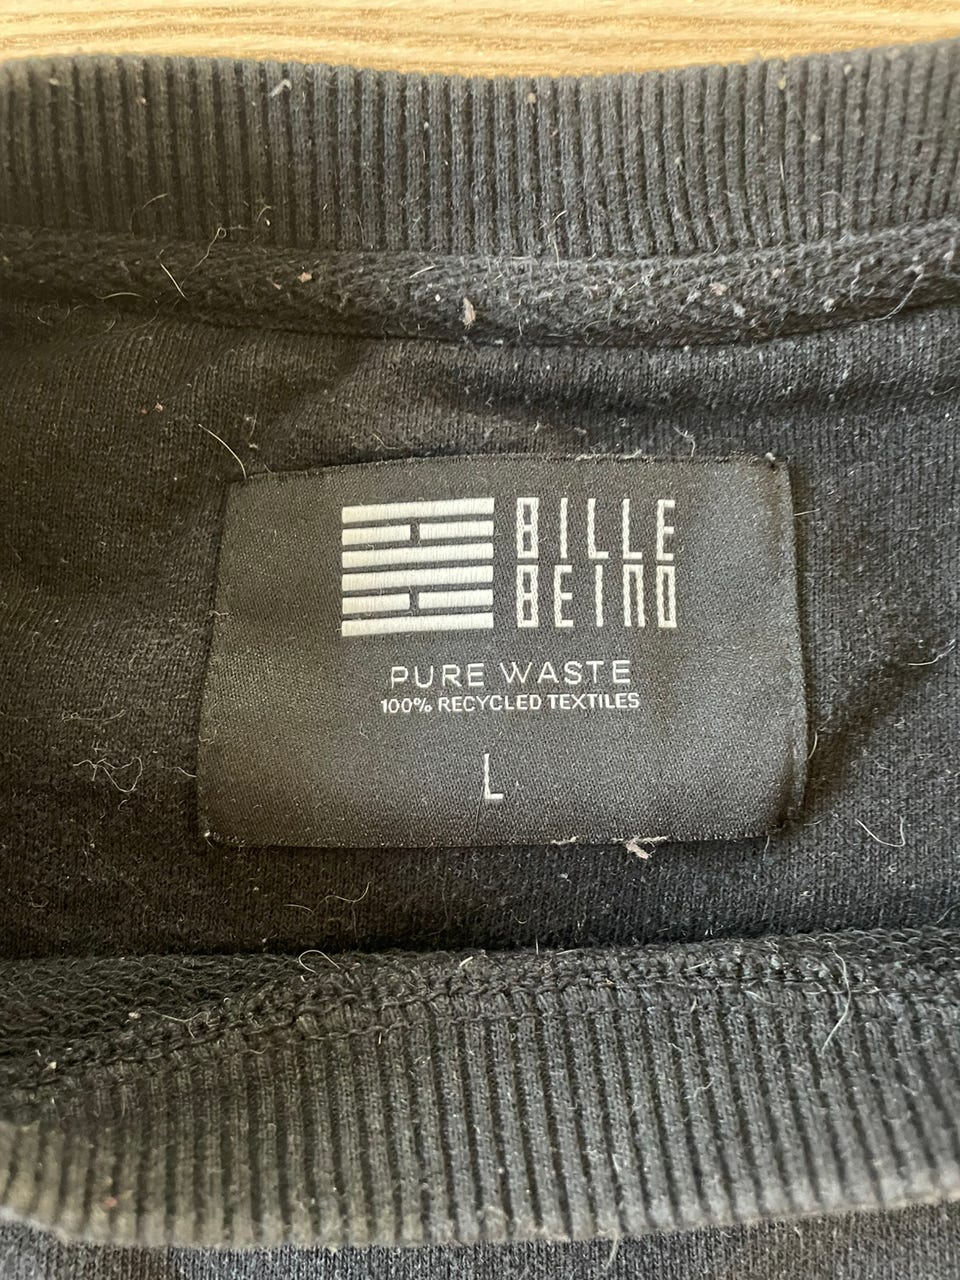 BILLE
BEINO
PURE WASTE
100% RECYCLED TEXTILES
L